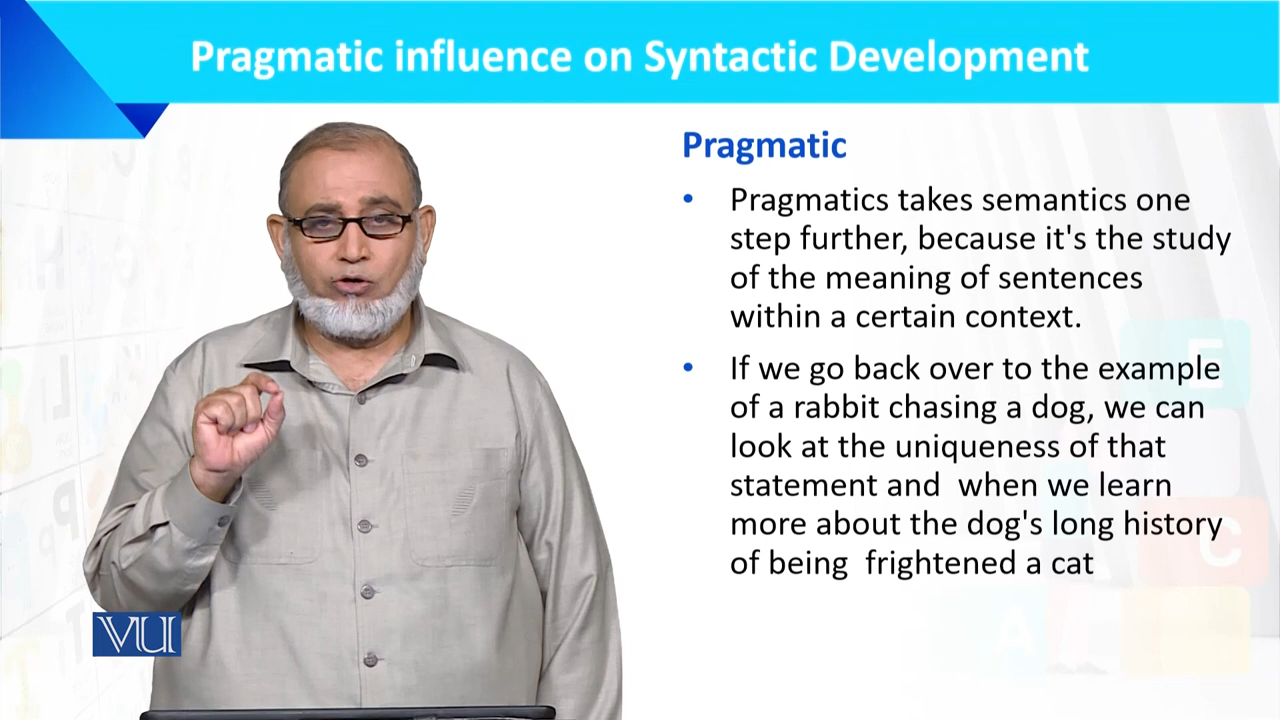 Pragmatic influence on Syntactic Development
Pragmatic
• Pragmatics takes semantics one
step further, because it's the study
of the meaning of sentences
within a certain context.
• If we go back over to the example
of a rabbit chasing a dog, we can
look at the uniqueness of that
statement and  when we learn
more about the dog's long history
of being  frightened a cat
VU
E
C
A